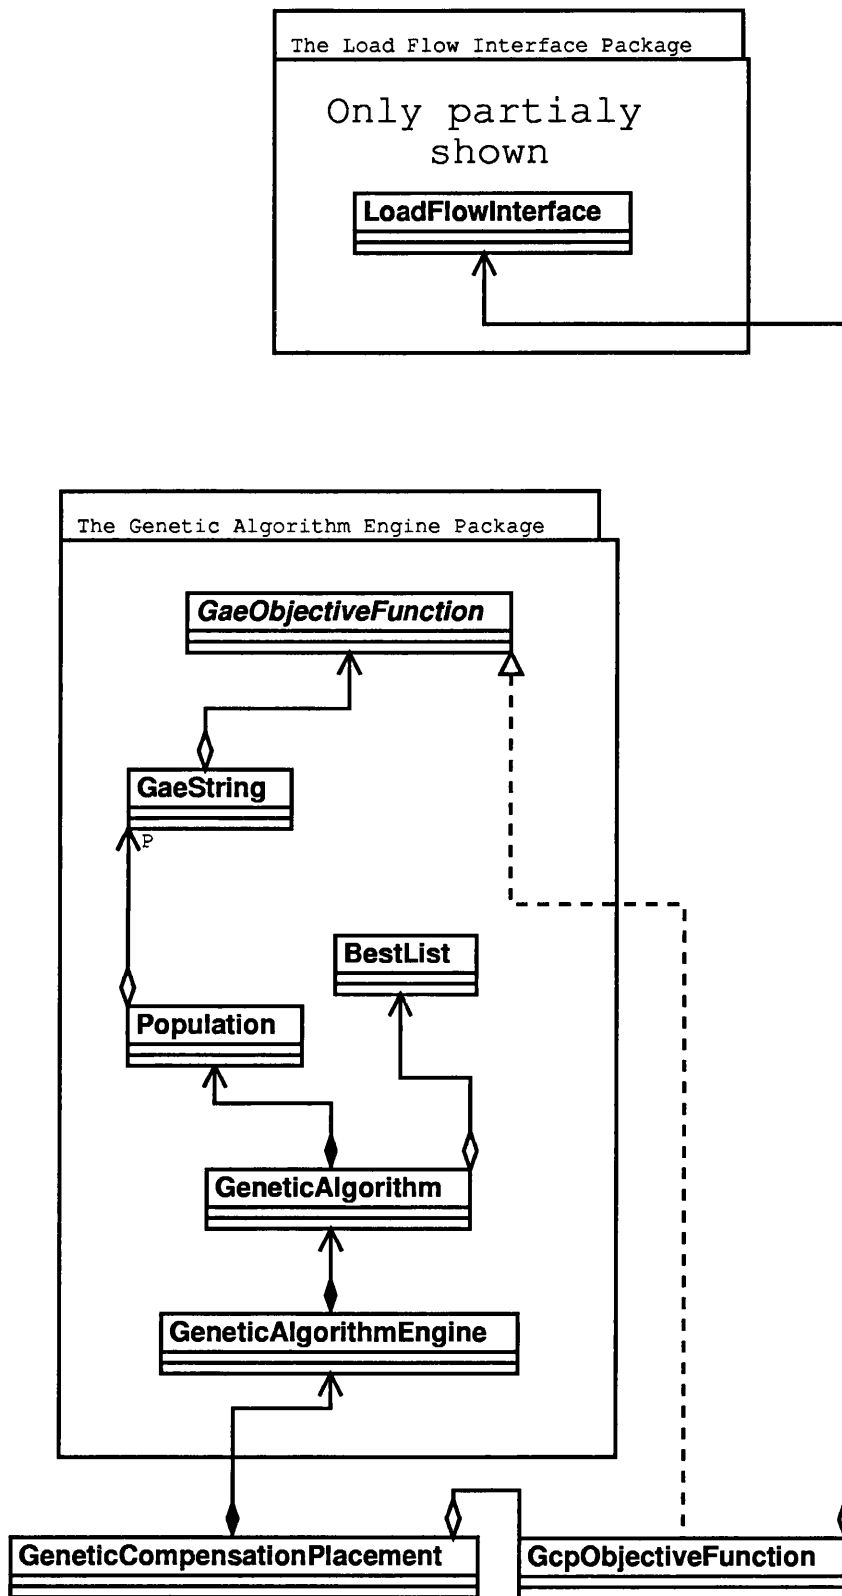 The Load Flow Interface Package
Only partialy
shown
LoadFlowInterface
The Genetic Algorithm Engine Package
GaeObjectiveFunction
GaeString
P
BestList
Population
GeneticAlgorithm
GeneticAlgorithmEngine
GeneticCompensationPlacement
GcpObjectiveFunction